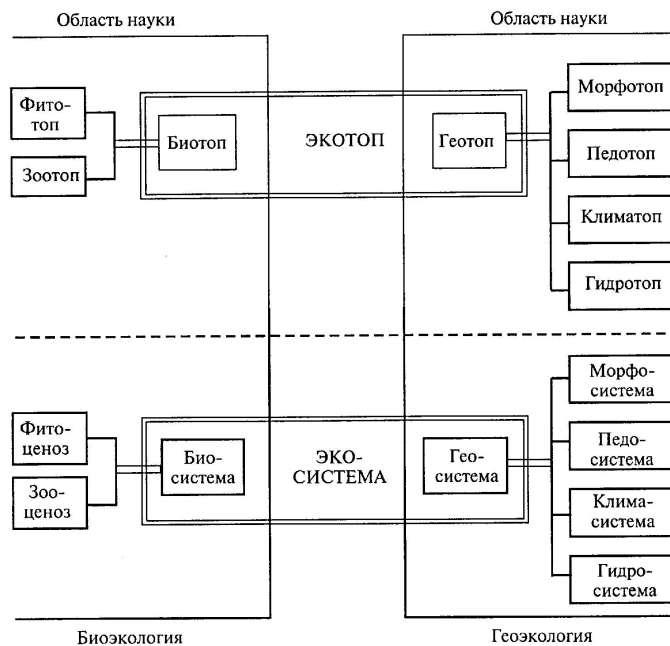 Область науки
Область науки
Фито-
топ
Зоотоп
Биотоп
ЭКОТОП
Геотоп
Морфотоп
Педотоп
Климатоп
Гидротоп
Фито-
ценоз
Зоо-
ценоз
Био-
система
ЭКО-
СИСТЕМА
Гео-
система
Морфо-
система
Педо-
система
Клима-
система
Гидро-
система
Биоэкология
Геоэкология